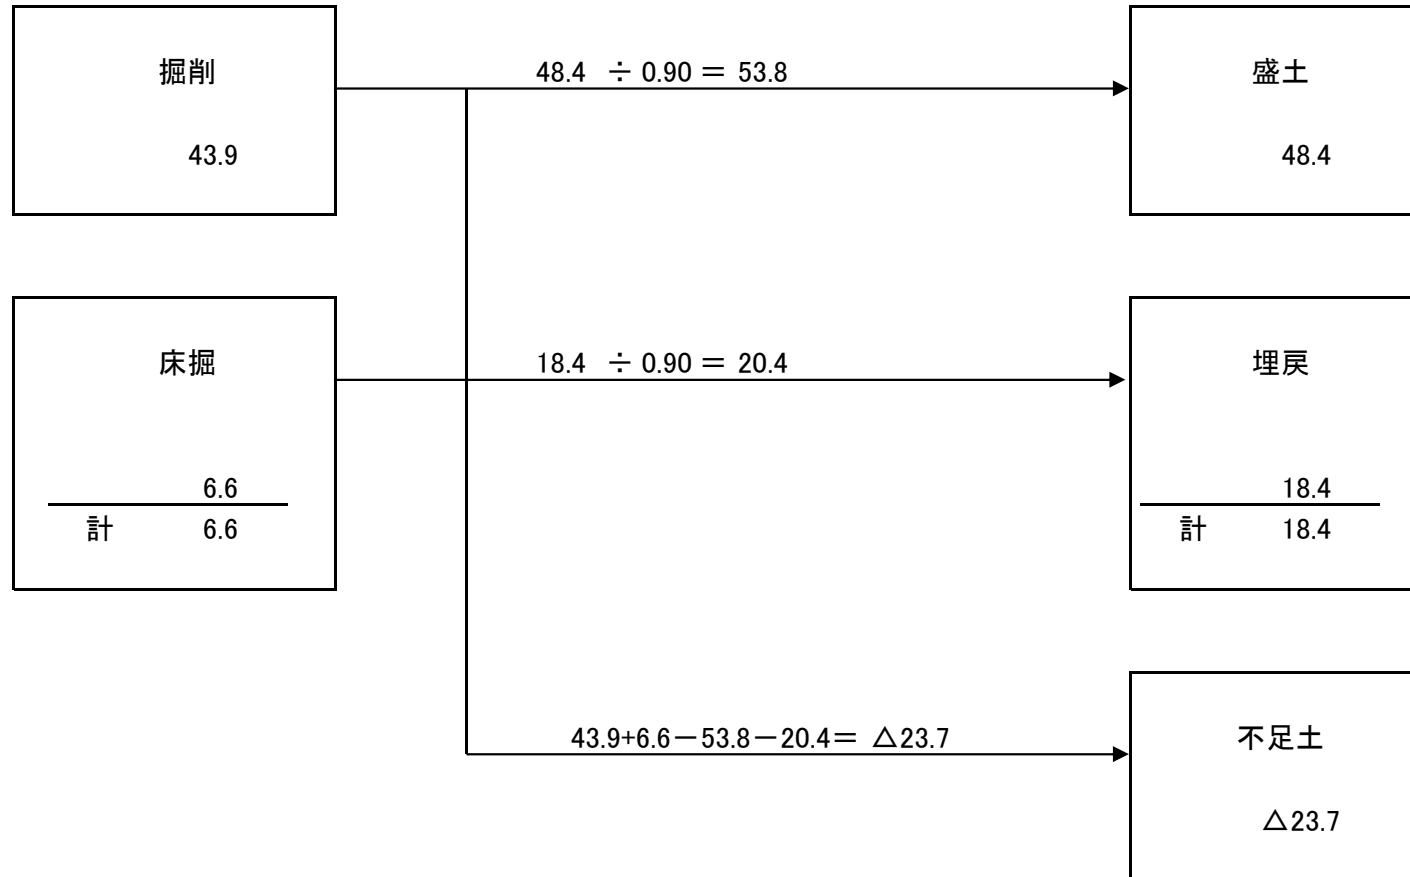 掘削
48.4 ÷ 0.90 = 53.8
盛土
43.9
48.4
床掘
18.4 ÷ 0.90 = 20.4
埋戻
6.6
18.4
計 6.6
計 18.4
43.9+6.6－53.8－20.4＝ △23.7
不足土
△23.7